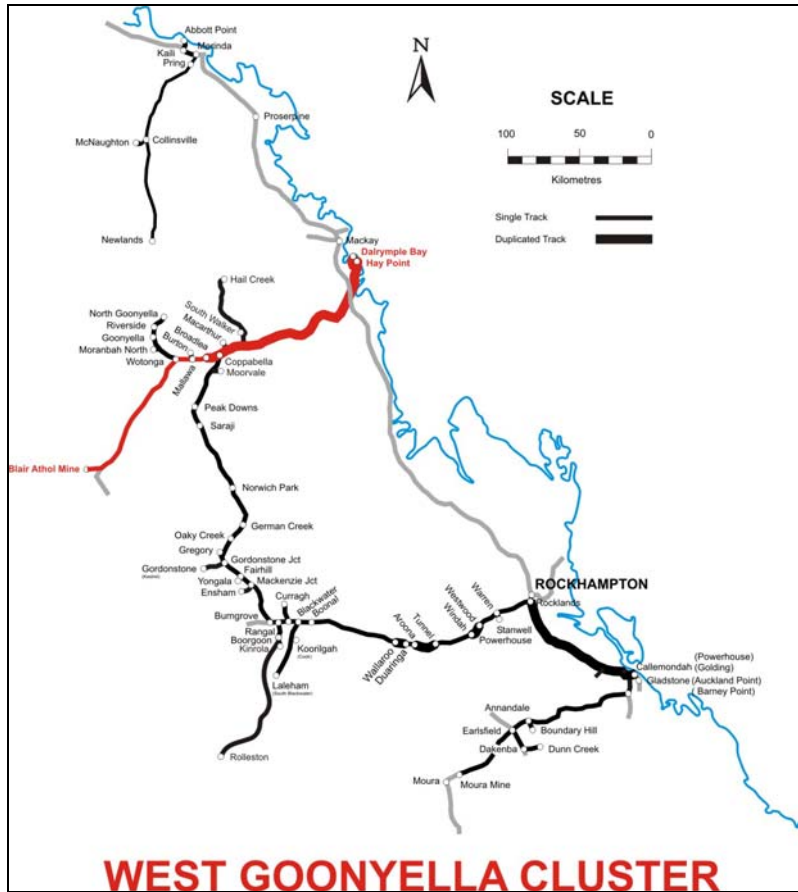 Abbott Point
Kaili
Merinda
Pring
N
SCALE
100
50
0
Kilometres
Proserpine
McNaughton
Collinsville
Single Track
Duplicated Track
Newlands
Mackay
Dalrymple Bay
Hay Point
Hail Creek
North Goonyella
Riverside
Goonyella
Moranbah North
Wotonga
South Walker
Macarthur
Broadlea
Burton
Mallawa
Coppabella
Moorvale
Peak Downs
Saraji
Blair Athol Mine
Norwich Park
German Creek
Oaky Creek
Gregory
Gordonstone Jct
Gordonstone
Fairhill
Yongala
Mackenzie Jct
Ensham
Curragh
Blackwater
Boonal
Burngrove
Rangal
Boorgoon
Kinrola
Koorilgah
(Cook)
Laleham
(South Blackwater)
Rolleston
Wallaroo
Duaringa
Aroona
Tunnel
Windah
Westwood
Warren
Stanwell
Powerhouse
ROCKHAMPTON
Rocklands
Callemondah
(Powerhouse)
(Golding)
Gladstone
(Auckland Point)
( Barney Point)
Annandale
Earlsfield
Boundary Hill
Dakenba
Dunn Creek
Moura
Moura Mine
WEST GOONYELLA CLUSTER